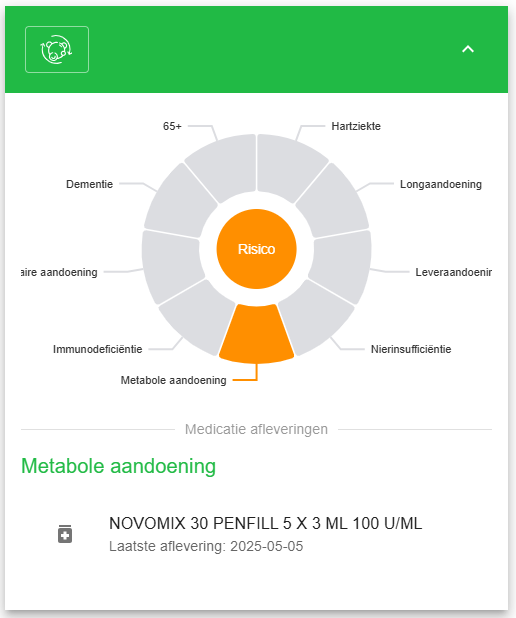 65+
Hartziekte
Dementie
Longaandoening
Risico
aire aandoening
Leveraandoenin
Immunodeficiëntie
Nierinsufficiëntie
Metabole aandoening
Medicatie afleveringen
Metabole aandoening
NOVOMIX 30 PENFILL 5 X 3 ML 100 U/ML
Laatste aflevering: 2025-05-05